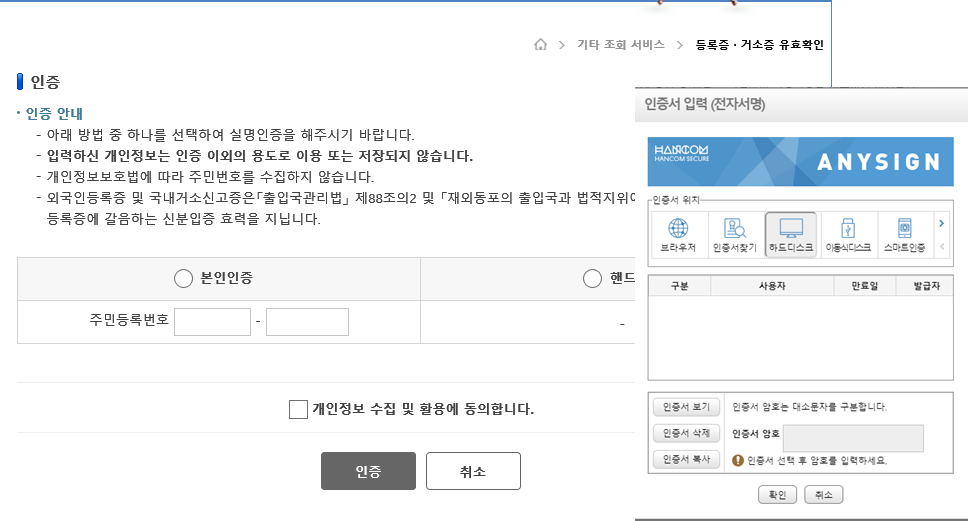 기타 조회 서비스 > 등록증·거소증 유효확인
인증
· 인증 안내
- 아래 방법 중 하나를 선택하여 실명인증을 해주시기 바랍니다.
- 입력하신 개인정보는 인증 이외의 용도로 이용 또는 저장되지 않습니다.
- 개인정보보호법에 따라 주민번호를 수집하지 않습니다.
- 외국인등록증 및 국내거소신고증은「출입국관리법」 제88조의2 및 「재외동포의 출입국과 법적지위에
등록증에 갈음하는 신분입증 효력을 지닙니다.
본인인증
핸드
주민등록번호 -
-
개인정보 수집 및 활용에 동의합니다.
인증 취소
인증서 입력 (전자서명)
HANCOM
HANCOM SECURE
ANYSIGN
인증서 위치
브라우저 인증서찾기 하드디스크 이동식디스크 스마트인증
구분 사용자 만료일 발급자
인증서 보기 인증서 암호는 대소문자를 구분합니다.
인증서 삭제 인증서 암호
인증서 복사 인증서 선택 후 암호를 입력하세요.
확인 취소